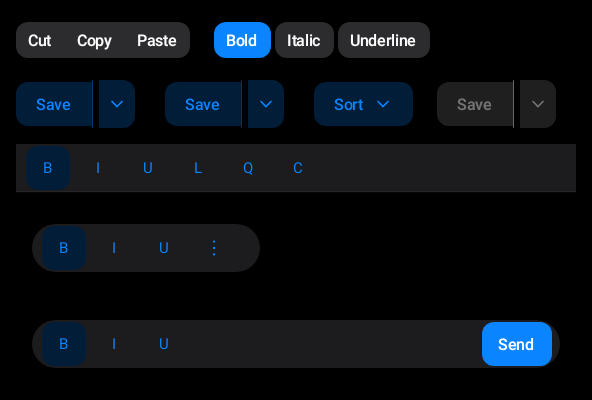 Cut Copy Paste Bold Italic Underline
Save Save Sort Save
B I U L Q C
B I U
B I U Send